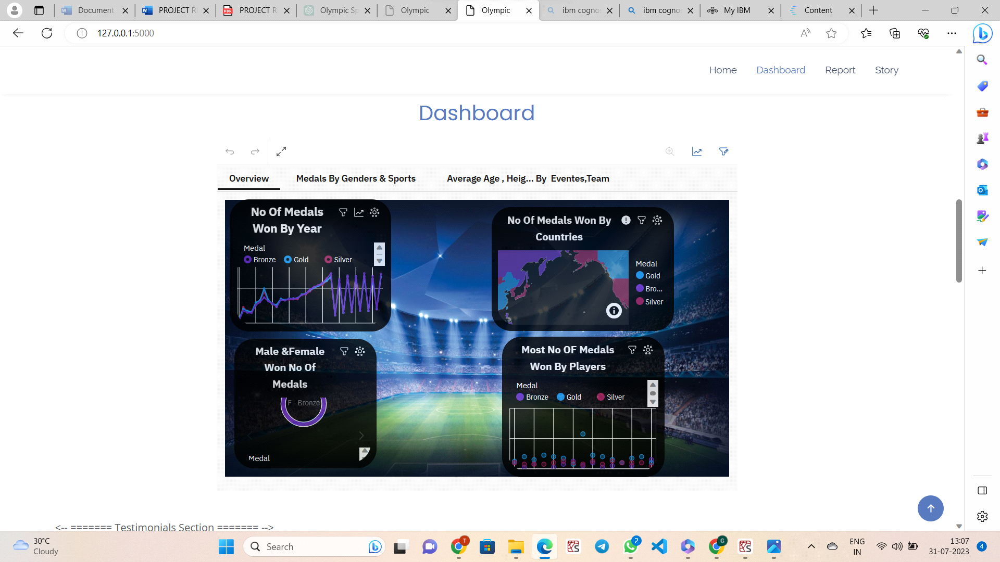 Document
PROJECT RE
PROJECT RE
Olympic Sp
Olympic
Olympic
ibm cogno
ibm cogno
My IBM
Content
127.0.0.1:5000
Home
Dashboard
Report
Story
Dashboard
Overview
Medals By Genders & Sports
Average Age , Heig... By Eventes,Team
No Of Medals
Won By Year
Medal
Bronze
Gold
Silver
No Of Medals Won By
Countries
Medal
Gold
Bro...
Silver
Male &Female
Won No Of
Medals
F - Bronze
Medal
Most No OF Medals
Won By Players
Medal
Bronze
Gold
Silver
<-- ======= Testimonials Section ======= -->
30°C
Cloudy
Search
T
2
G
ENG
IN
13:07
31-07-2023
4